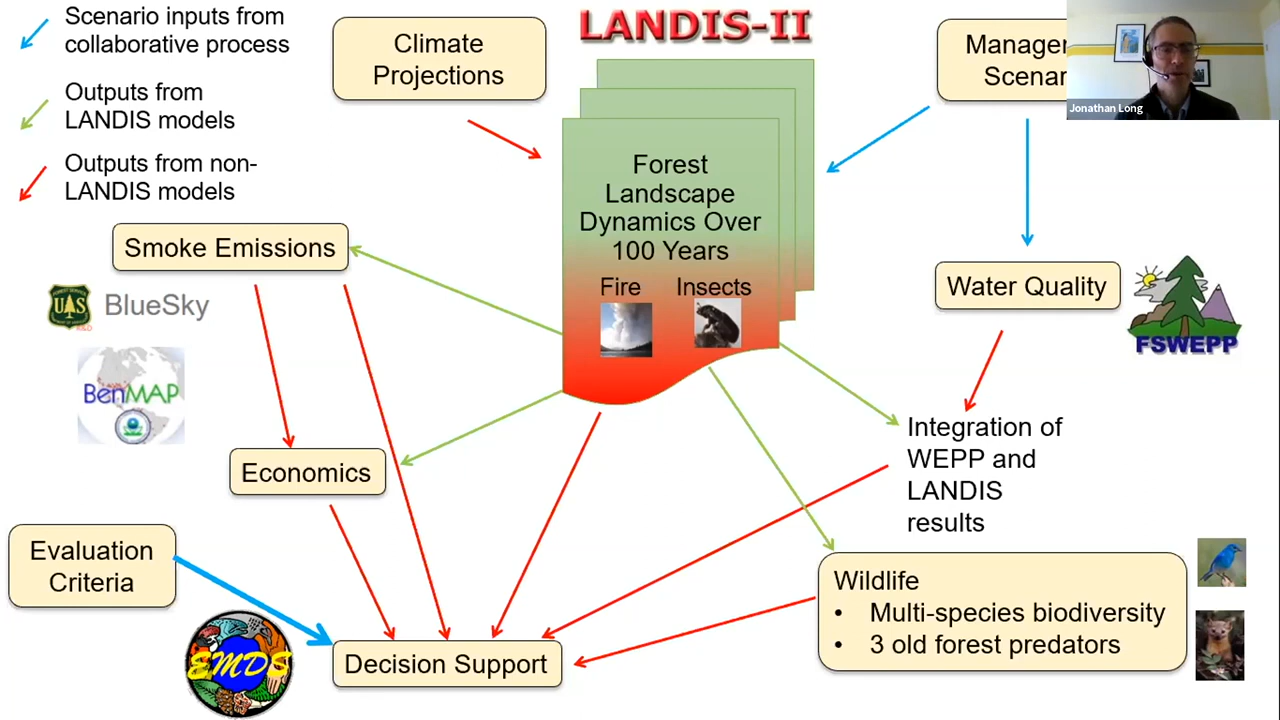 Scenario inputs from
collaborative process
Outputs from
LANDIS models
Outputs from non-
LANDIS models
Climate
Projections
LANDIS-II
Jonathan Long
Forest
Landscape
Dynamics Over
100 Years
Fire
Insects
Smoke Emissions
UAS
BlueSky
BenMAP
Water Quality
FSWEPP
Economics
Integration of
WEPP and
LANDIS
results
Evaluation
Criteria
EMDS
Decision Support
Wildlife
• Multi-species biodiversity
• 3 old forest predators